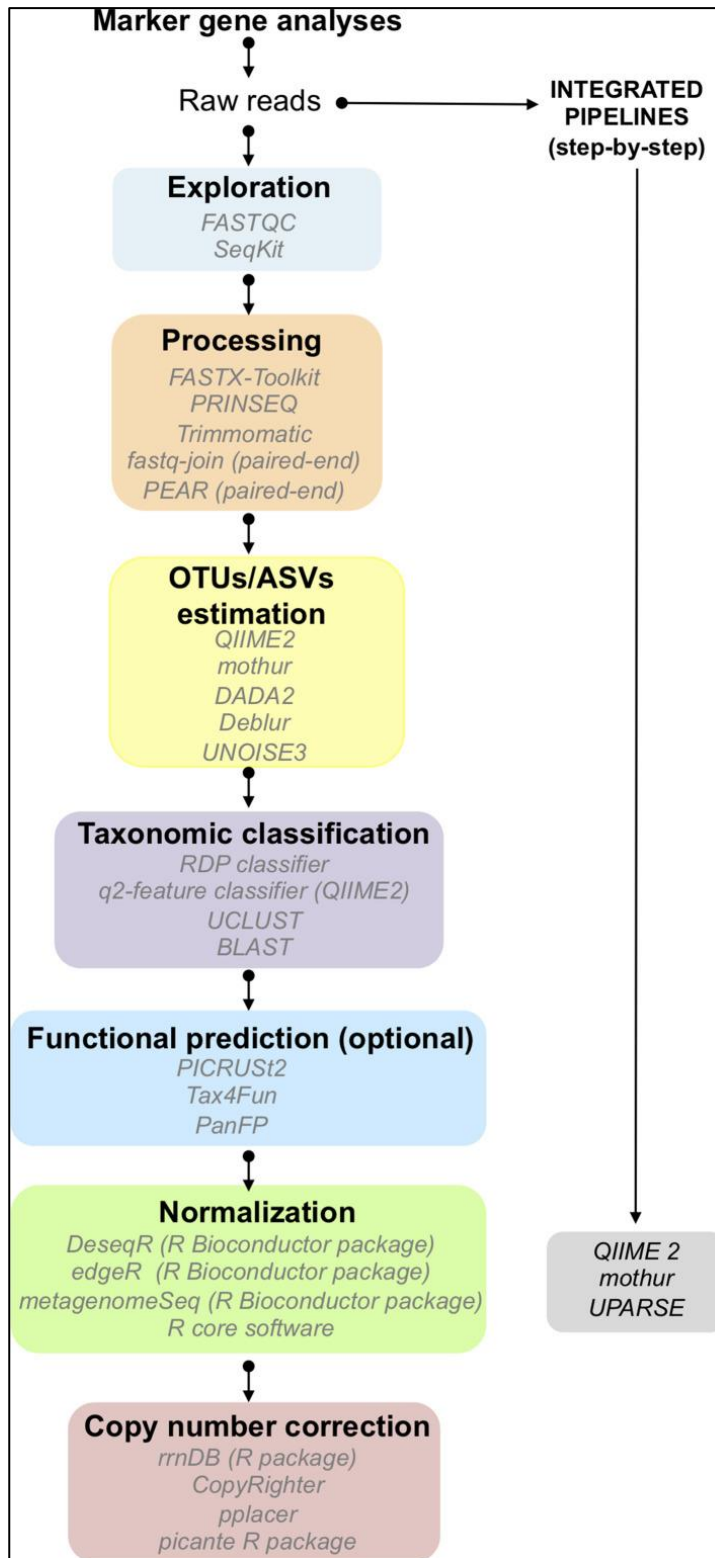 Marker gene analyses
Raw reads
INTEGRATED
PIPELINES
(step-by-step)
Exploration
FASTQC
SeqKit
Processing
FASTX-Toolkit
PRINSEQ
Trimmomatic
fastq-join (paired-end)
PEAR (paired-end)
OTUs/ASVs
estimation
QIIME2
mothur
DADA2
Deblur
UNOISE3
Taxonomic classification
RDP classifier
q2-feature classifier (QIIME2)
UCLUST
BLAST
Functional prediction (optional)
PICRUSt2
Tax4Fun
PanFP
Normalization
DeseqR (R Bioconductor package)
edgeR (R Bioconductor package)
metagenomeSeq (R Bioconductor package)
R core software
QIIME 2
mothur
UPARSE
Copy number correction
rrnDB (R package)
CopyRighter
pplacer
picante R package